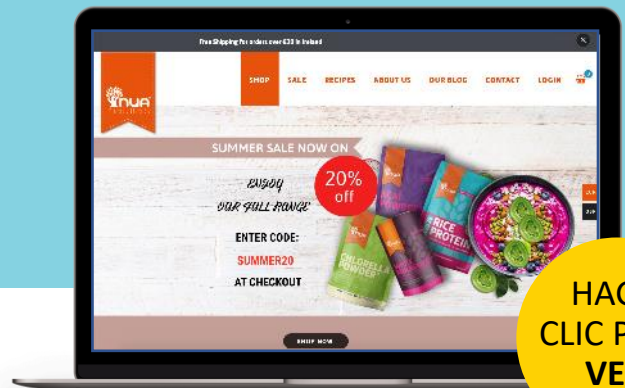 Free Shipping for orders over €30 in Ireland
SHOP SALE RECIPES ABOUT US OUR BLOG CONTACT LOGIN
nua
SUMMER SALE NOW ON
ENJOY
OUR FULL RANGE
20%
off
ENTER CODE:
SUMMER20
AT CHECKOUT
CHLORELLA
POWDER
RICE
PROTEIN
SHOP NOW
HAC
CLIC P
VE